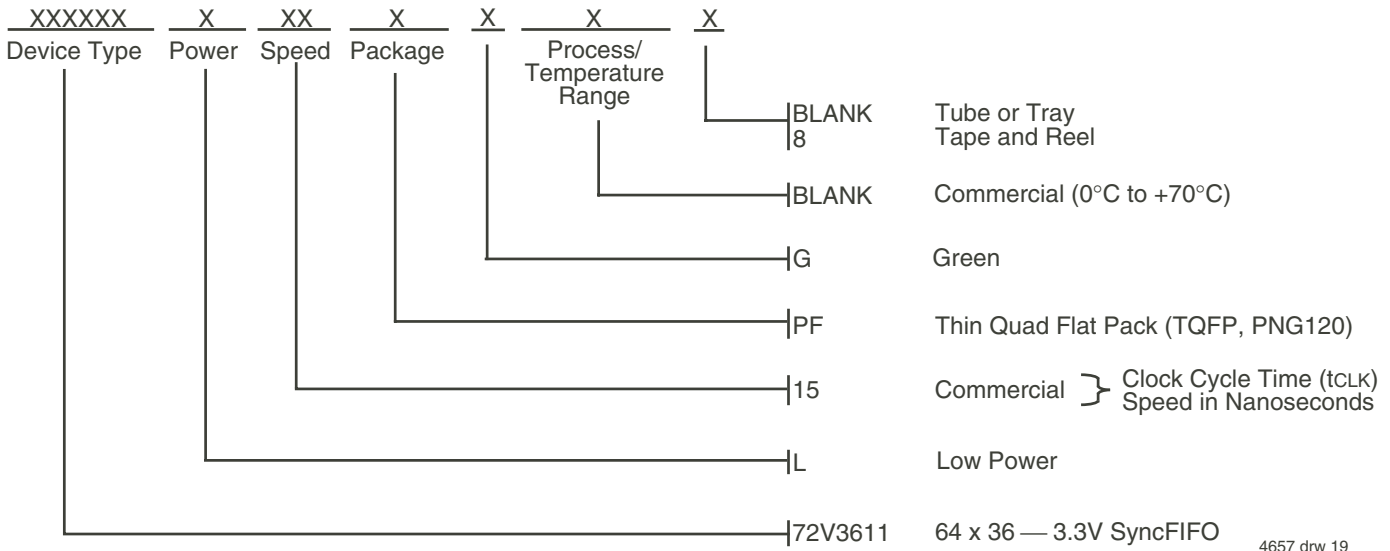 XXXXXX X XX X X X X
Device Type Power Speed Package Process/
Temperature
Range
BLANK Tube or Tray
8 Tape and Reel
BLANK Commercial (0°C to +70°C)
G Green
PF Thin Quad Flat Pack (TQFP, PNG120)
15 Commercial } Clock Cycle Time (tCLK)
Speed in Nanoseconds
L Low Power
72V3611 64 x 36 — 3.3V SyncFIFO
4657 drw 19